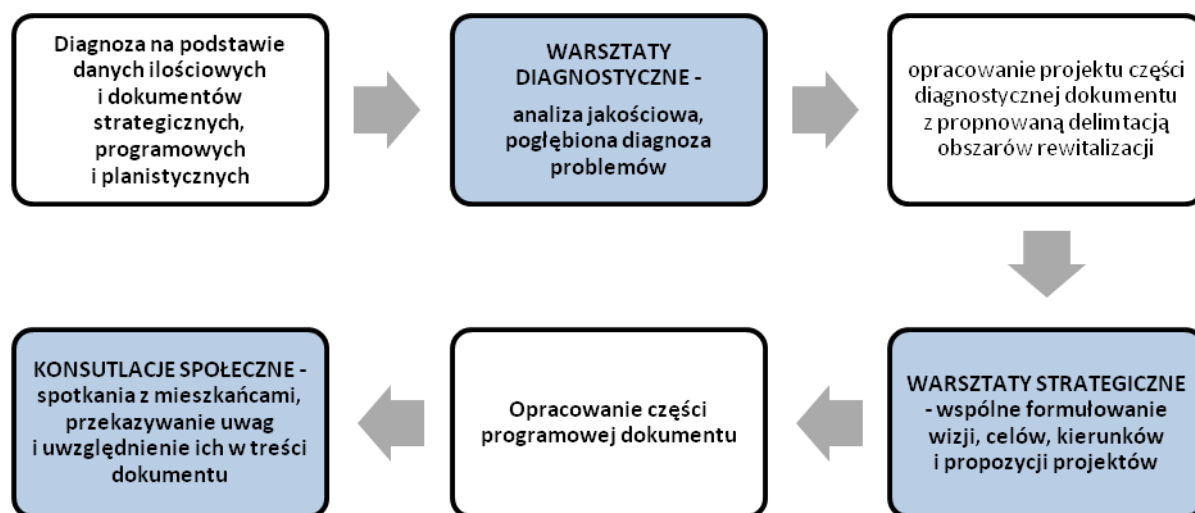 Diagnoza na podstawie
danych ilościowych
i dokumentów
strategicznych,
programowych
i planistycznych
WARSZTATY
DIAGNOSTYCZNE -
analiza jakościowa,
pogłębiona diagnoza
problemów
opracowanie projektu części
diagnostycznej dokumentu
z propnowaną delimtacją
obszarów rewitalizacji
WARSZTATY STRATEGICZNE
- wspólne formułowanie
wizji, celów, kierunków
i propozycji projektów
Opracowanie części
programowej dokumentu
KONSUTLACJE SPOŁECZNE -
spotkania z mieszkańcami,
przekazywanie uwag
i uwzględnienie ich w treści
dokumentu